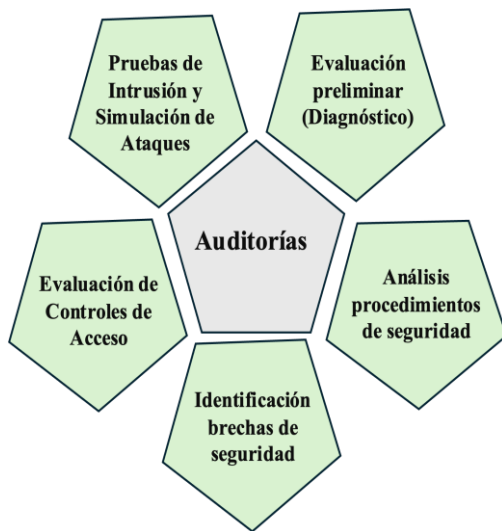 Pruebas de
Intrusión y
Simulación de
Ataques
Evaluación
preliminar
(Diagnóstico)
Auditorías
Evaluación de
Controles de
Acceso
Análisis
procedimientos
de seguridad
Identificación
brechas de
seguridad